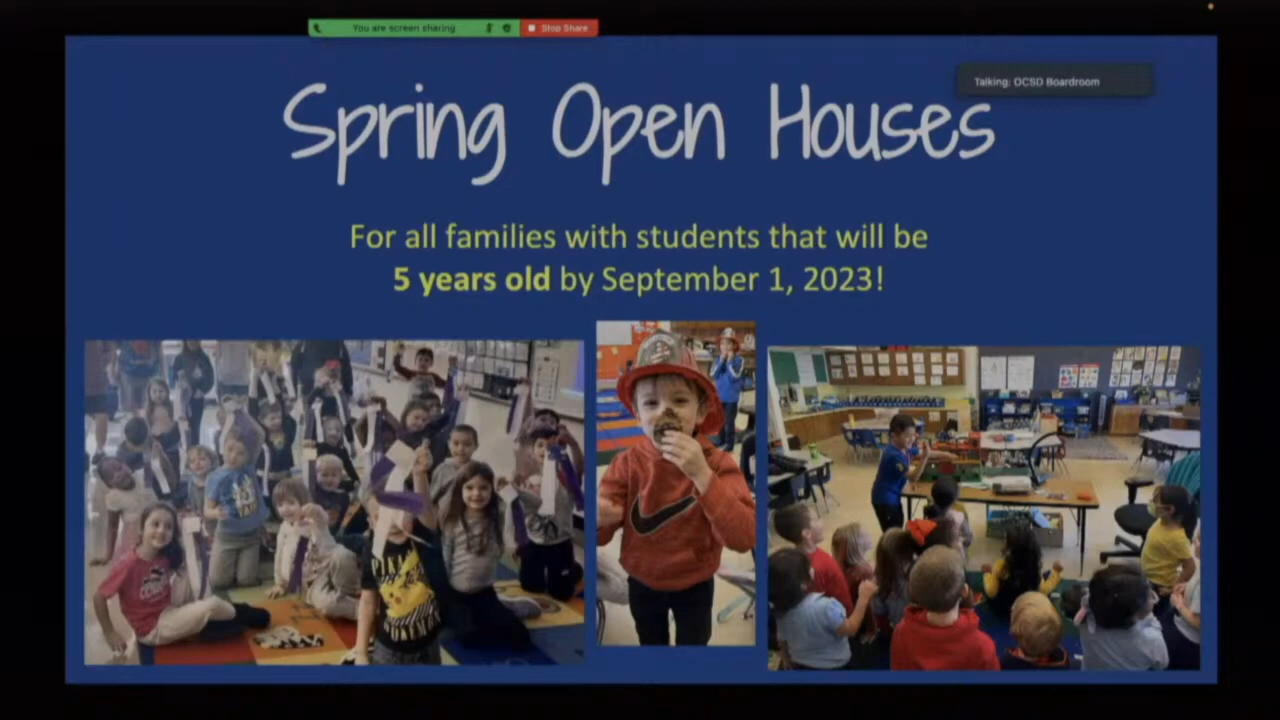 You are screen sharing
Stop Share
Talking: OCSD Boardroom
Spring Open Houses
For all families with students that will be
5 years old by September 1, 2023!